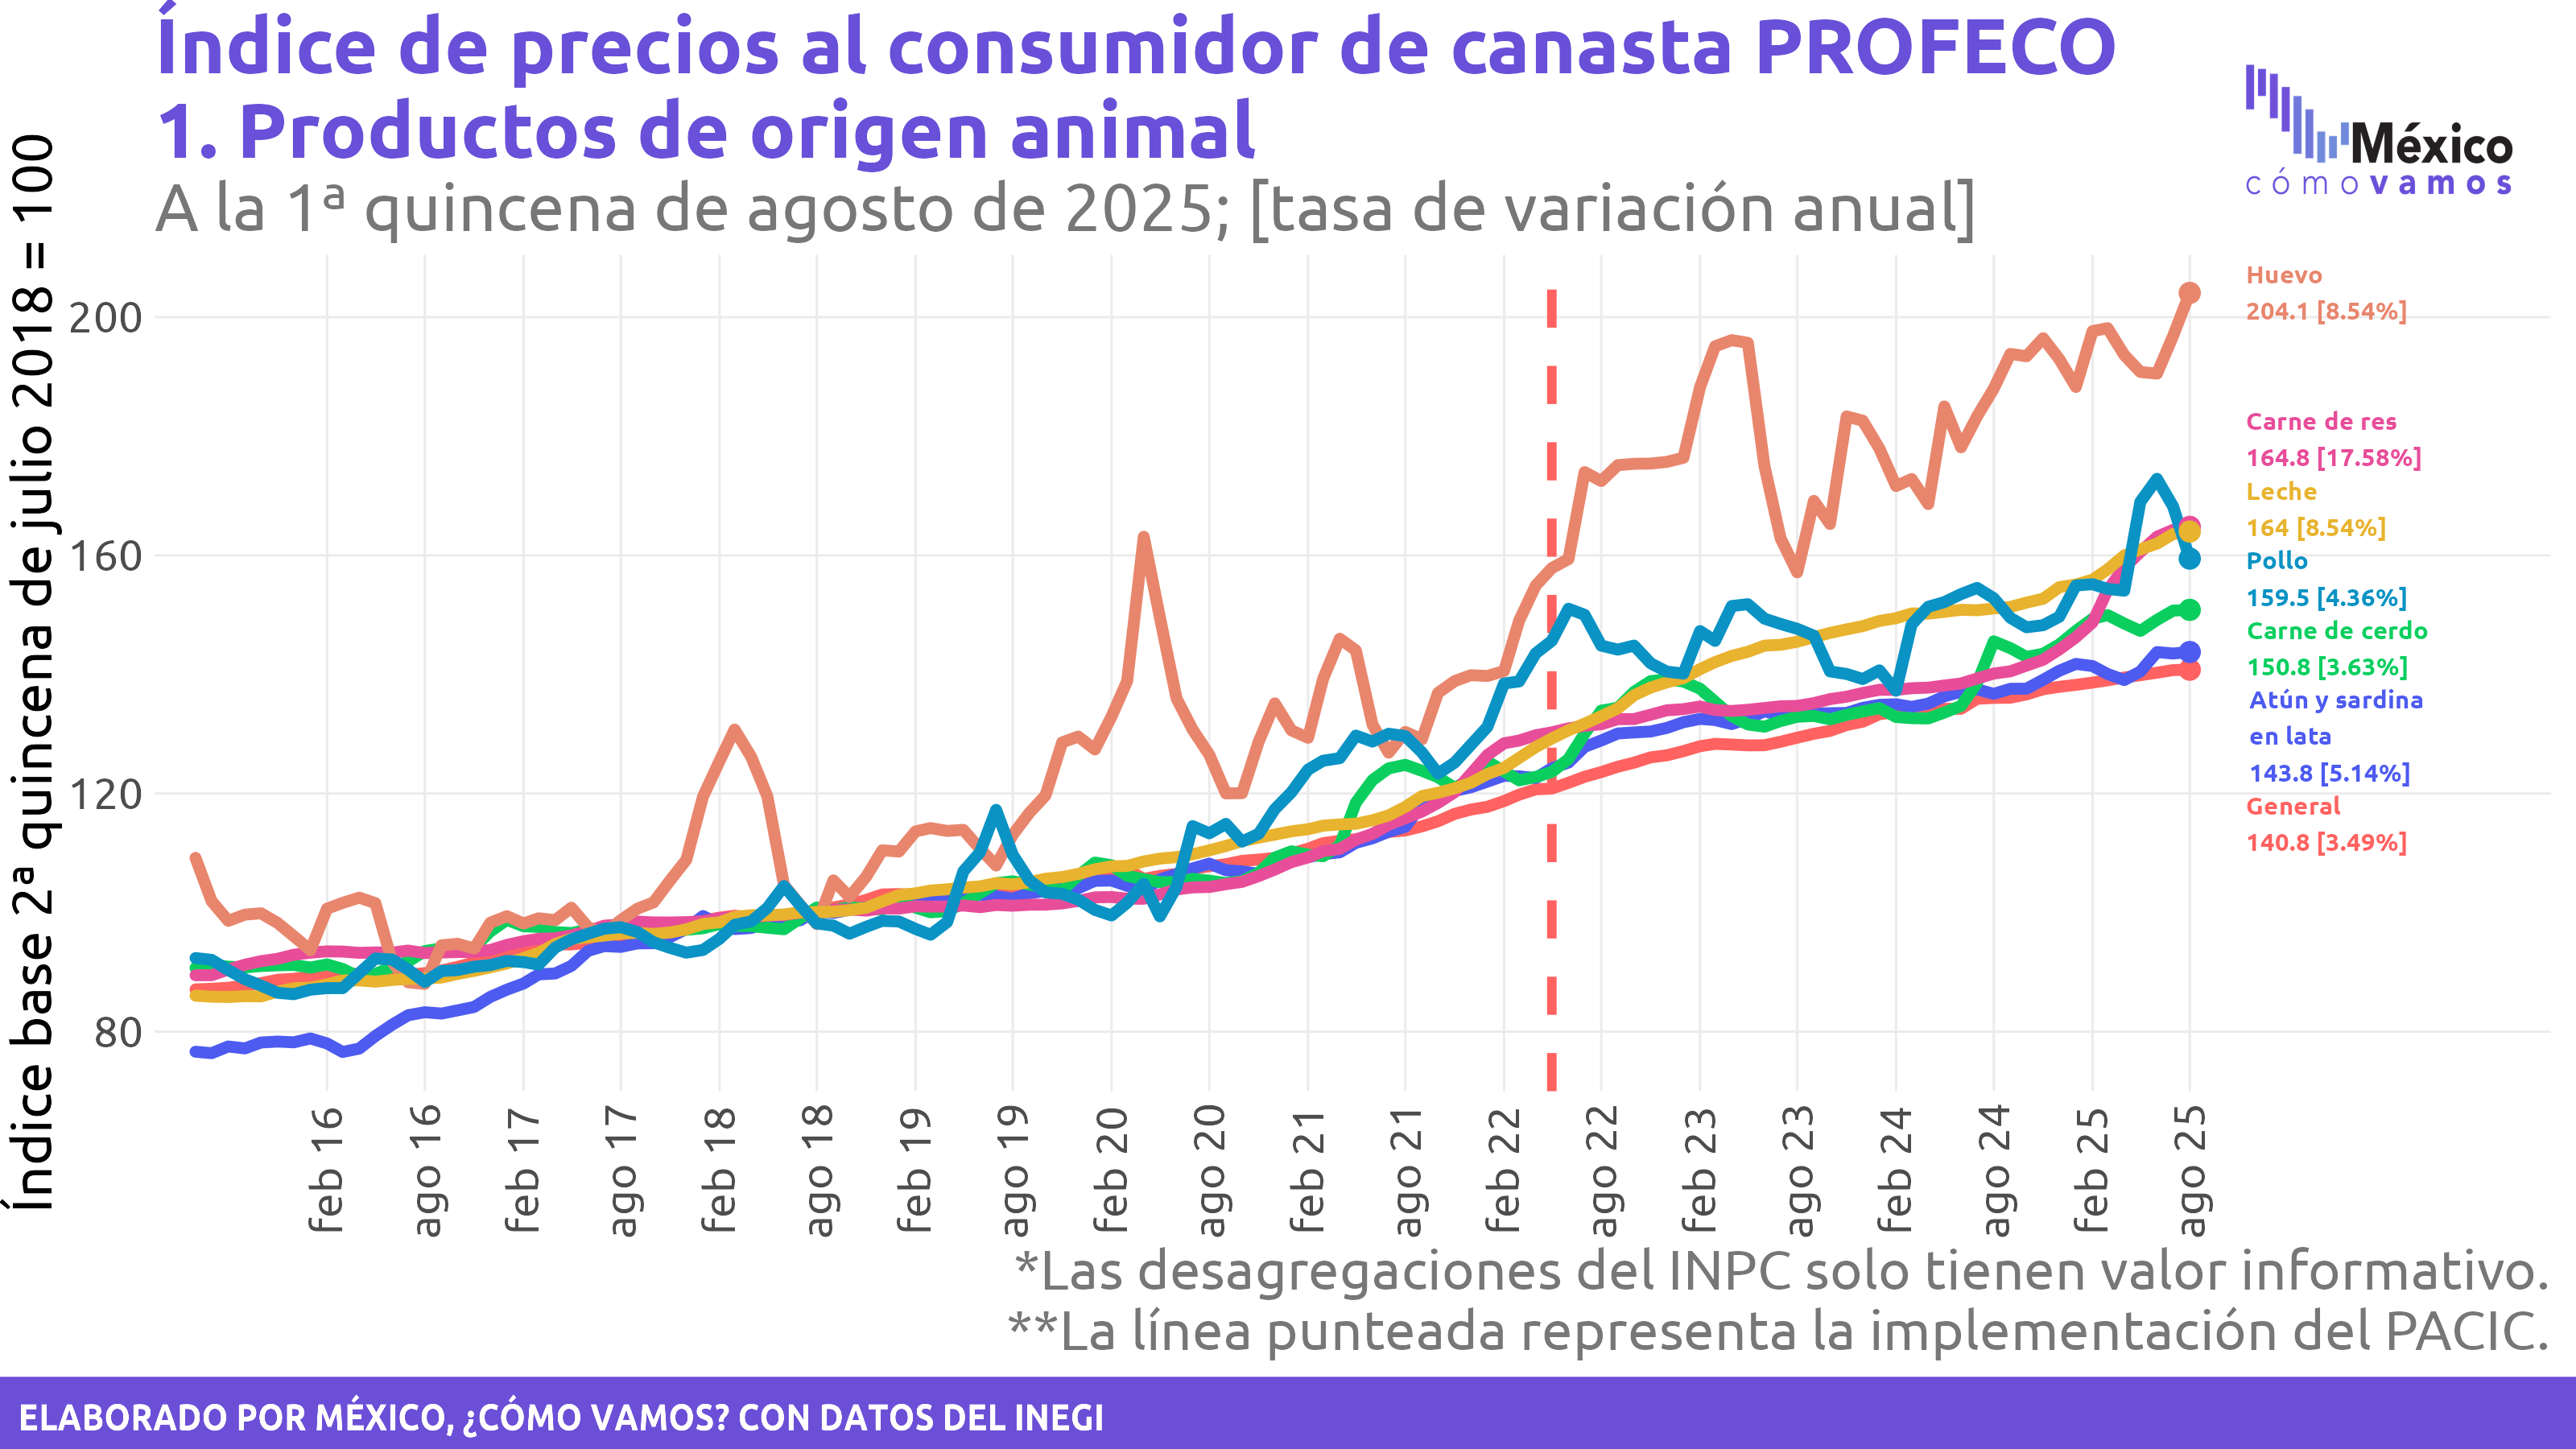 Índice de precios al consumidor de canasta PROFECO
1. Productos de origen animal
A la 1ª quincena de agosto de 2025; [tasa de variación anual]
México
cómo vamos
Índice base 2ª quincena de julio 2018 = 100
200
160
120
80
Huevo
204.1 [8.54%]
Carne de res
164.8 [17.58%]
Leche
164 [8.54%]
Pollo
159.5 [4.36%]
Carne de cerdo
150.8 [3.63%]
Atún y sardina
en lata
143.8 [5.14%]
General
140.8 [3.49%]
feb 16
ago 16
feb 17
ago 17
feb 18
ago 18
feb 19
ago 19
feb 20
ago 20
feb 21
ago 21
feb 22
ago 22
feb 23
ago 23
feb 24
ago 24
feb 25
ago 25
*Las desagregaciones del INPC solo tienen valor informativo.
**La línea punteada representa la implementación del PACIC.
ELABORADO POR MÉXICO, ¿CÓMO VAMOS? CON DATOS DEL INEGI